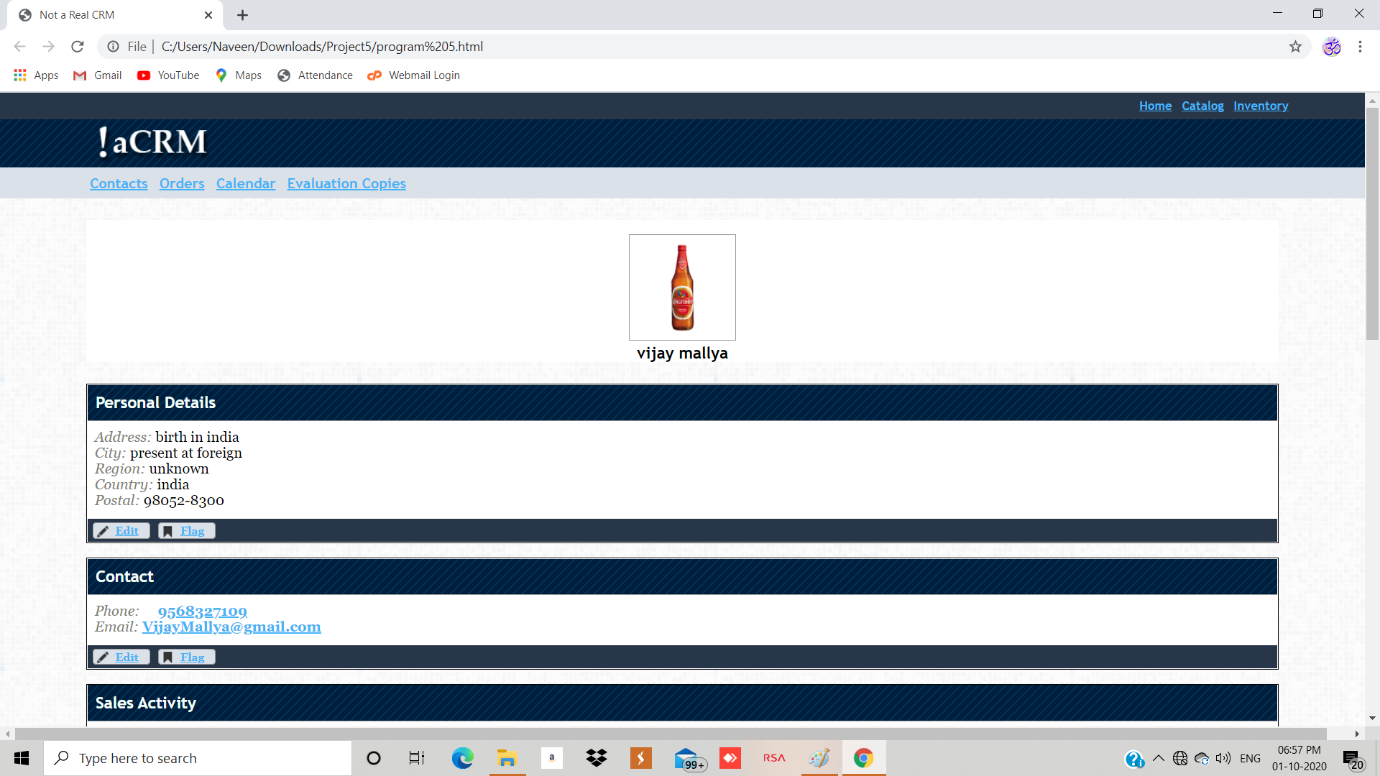 Not a Real CRM
File | C:/Users/Naveen/Downloads/Project5/program%205.html
Apps Gmail YouTube Maps Attendance Webmail Login
Home Catalog Inventory
!aCRM
Contacts Orders Calendar Evaluation Copies
vijay mallya
Personal Details
Address: birth in india
City: present at foreign
Region: unknown
Country: india
Postal: 98052-8300
Edit Flag
Contact
Phone: 9568327109
Email: VijayMallya@gmail.com
Edit Flag
Sales Activity
Type here to search
a
99+
RSA
ENG
06:57 PM
01-10-2020
20